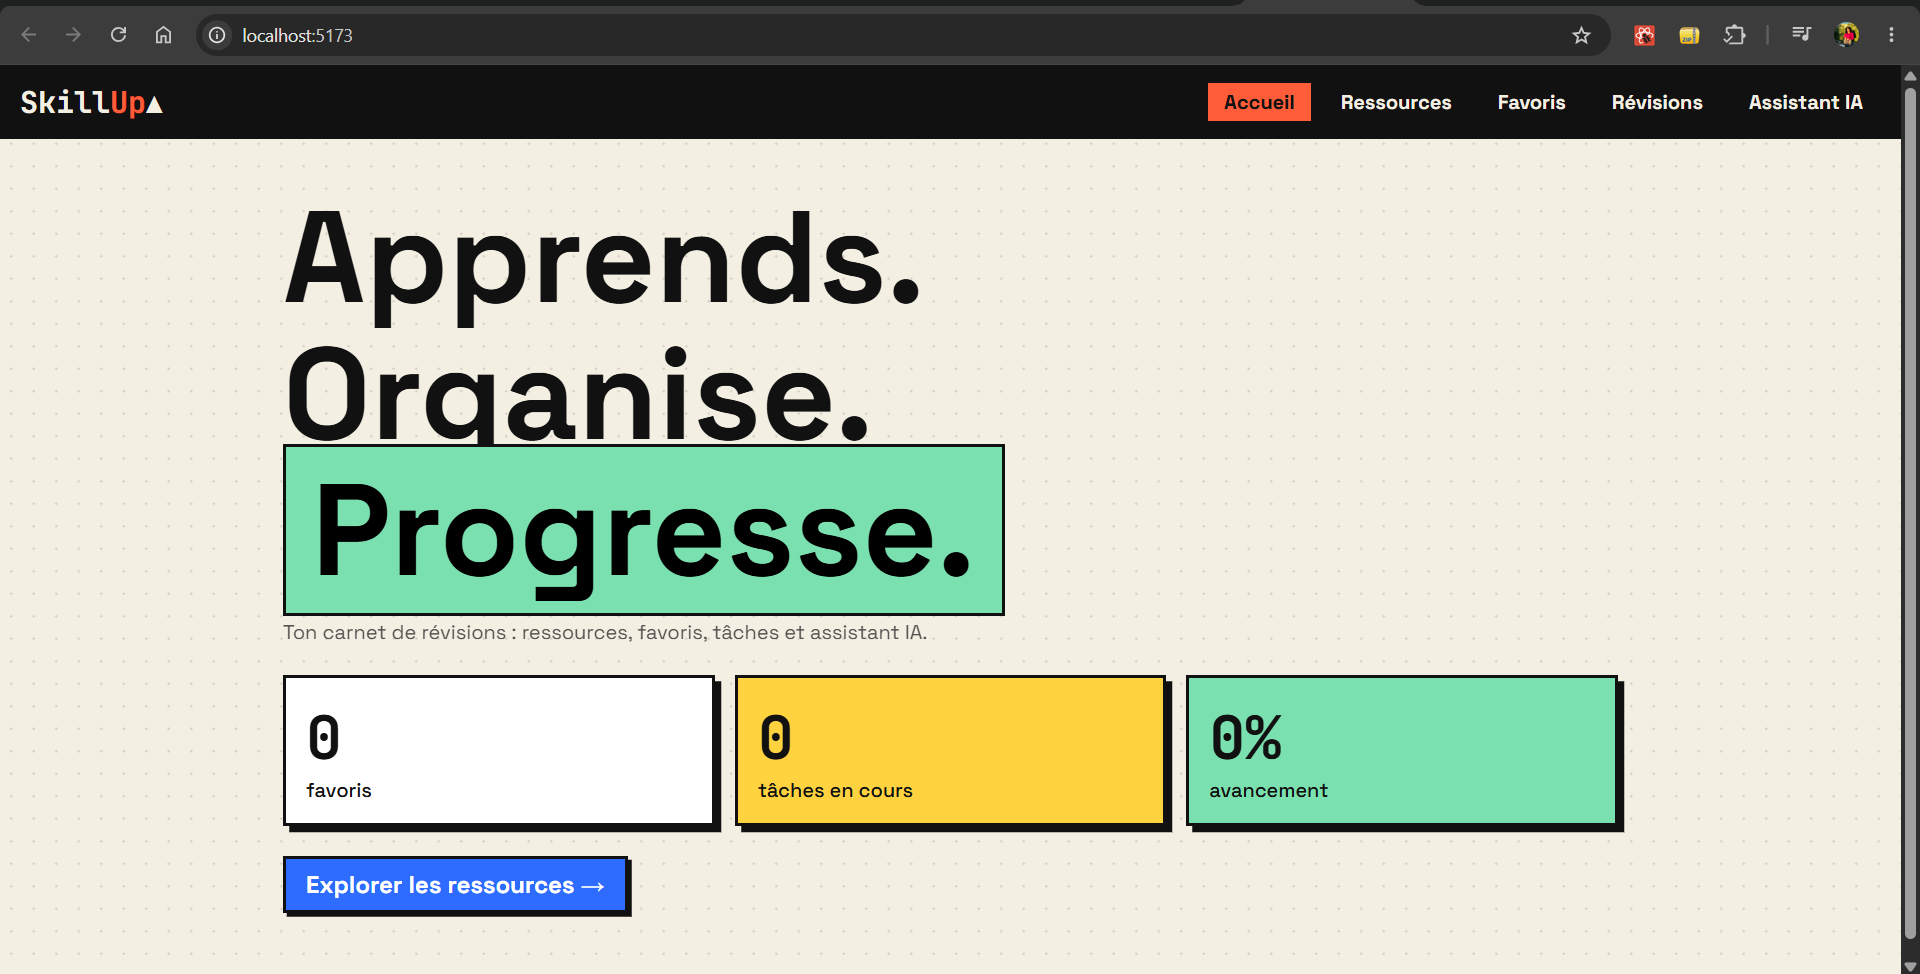 localhost:5173
SkillUp▲
Accueil
Ressources
Favoris
Révisions
Assistant IA
Apprends.
Organise.
Progresse.
Ton carnet de révisions : ressources, favoris, tâches et assistant IA.
0
favoris
0
tâches en cours
0%
avancement
Explorer les ressources →